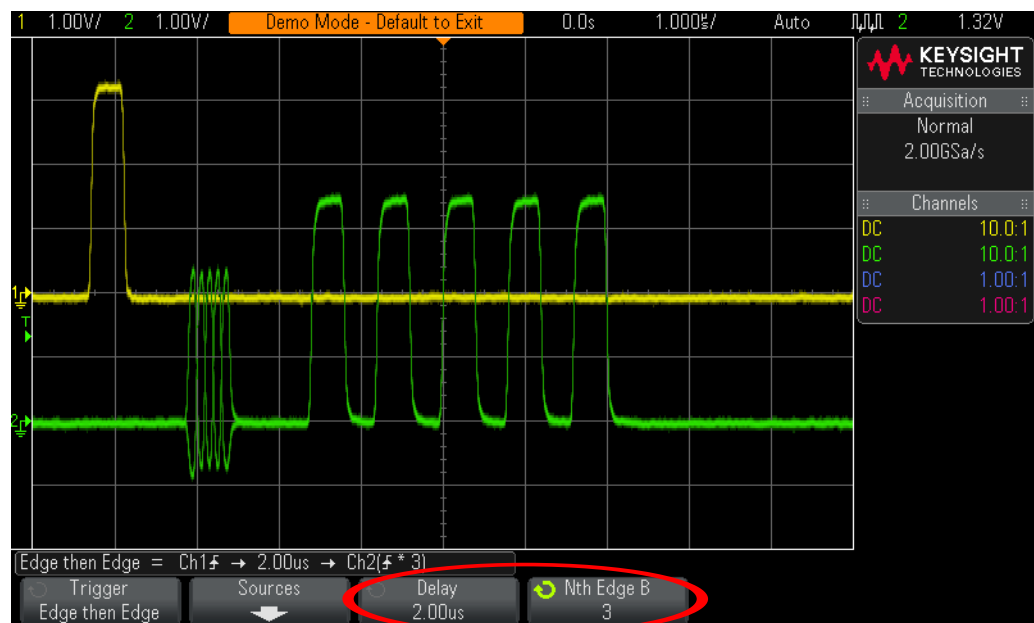 1 1.00V/ 2 1.00V/ Demo Mode - Default to Exit 0.0s 1.000µs/ Auto 2 1.32V
KEYSIGHT
TECHNOLOGIES
Acquisition
Normal
2.00GSa/s
Channels
DC 10.0:1
DC 10.0:1
DC 1.00:1
DC 1.00:1
1
T
2
Edge then Edge = Ch1↑ → 2.00us → Ch2(↑ * 3)
Trigger Sources Delay Nth Edge B
Edge then Edge 2.00us 3